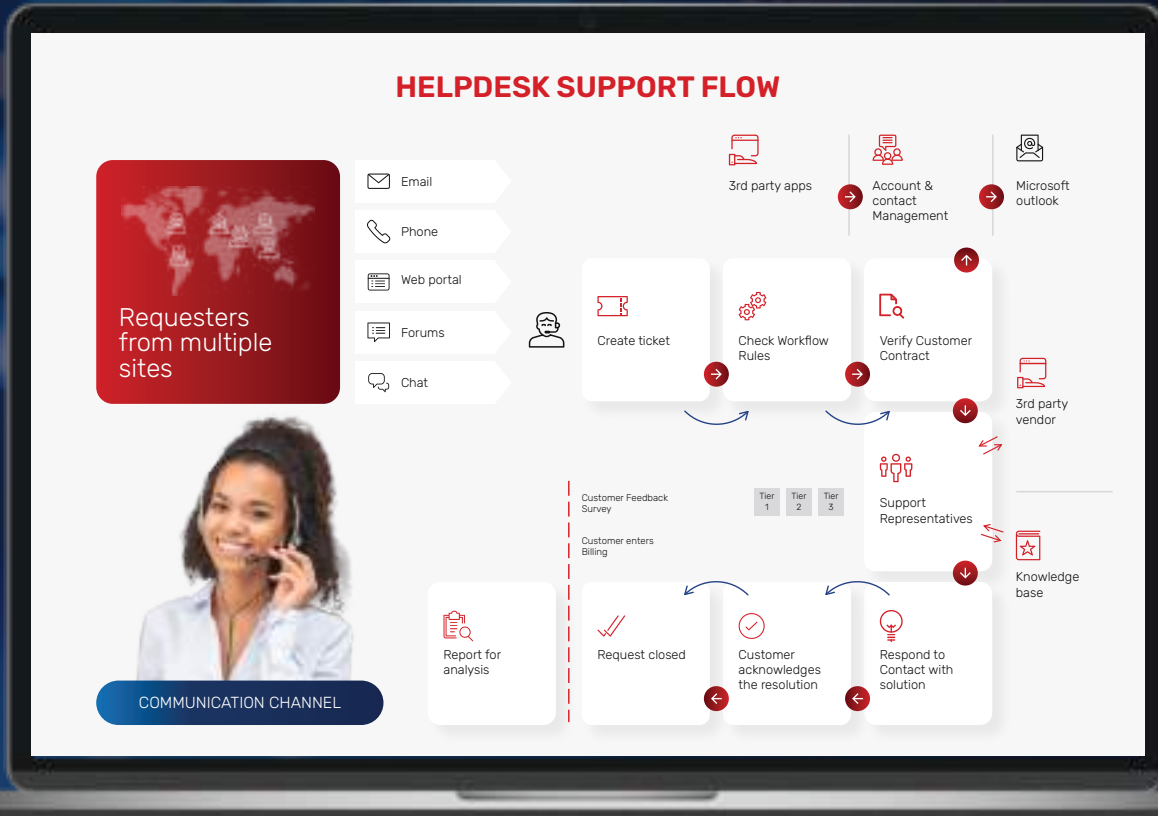 HELPDESK SUPPORT FLOW
Requesters
from multiple
sites
Email
Phone
Web portal
Forums
Chat
3rd party apps
Account &
contact
Management
Microsoft
outlook
Create ticket
Check Workflow
Rules
Verify Customer
Contract
3rd party
vendor
Support
Representatives
Knowledge
base
Customer Feedback
Survey
Customer enters
Billing
Tier
1
Tier
2
Tier
3
Report for
analysis
Request closed
Customer
acknowledges
the resolution
Respond to
Contact with
solution
COMMUNICATION CHANNEL